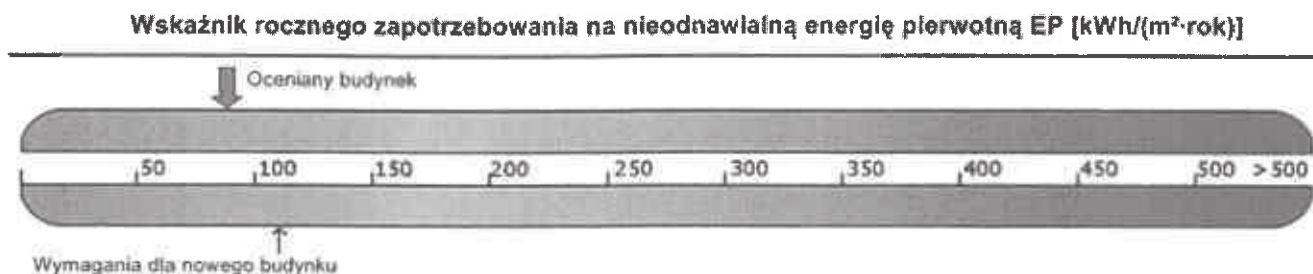 Wskaźnik rocznego zapotrzebowania na nieodnawialną energię pierwotną EP [kWh/(m²·rok)]
Oceniany budynek
50 100 150 200 250 300 350 400 450 500 > 500
Wymagania dla nowego budynku